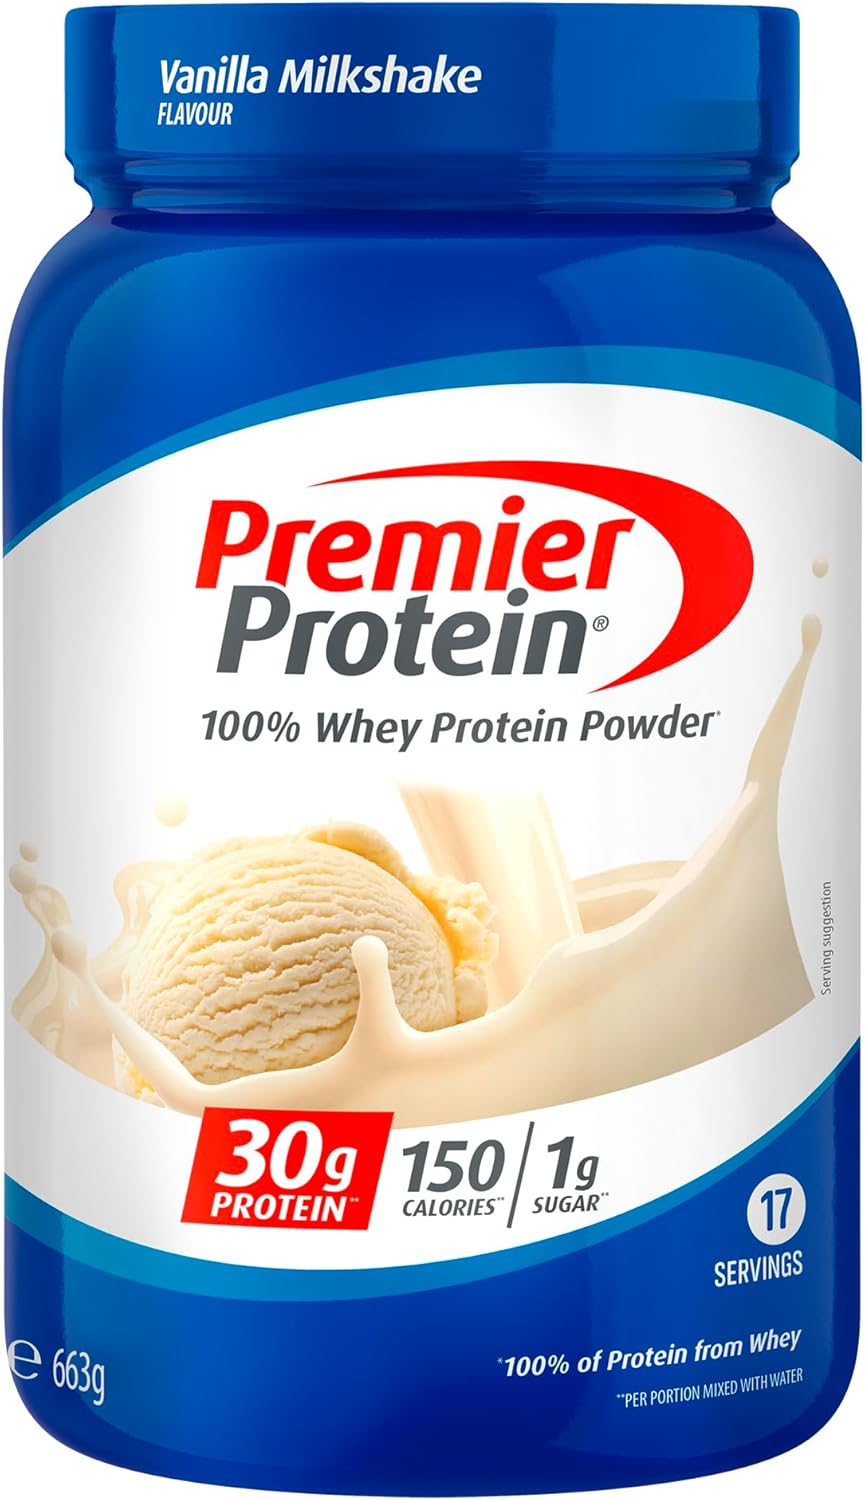 Vanilla Milkshake
FLAVOUR
Premier
Protein®
100% Whey Protein Powder*
Serving suggestion
30g
PROTEIN**
150
CALORIES**
1g
SUGAR**
17
SERVINGS
℮ 663g
*100% of Protein from Whey
**PER PORTION MIXED WITH WATER